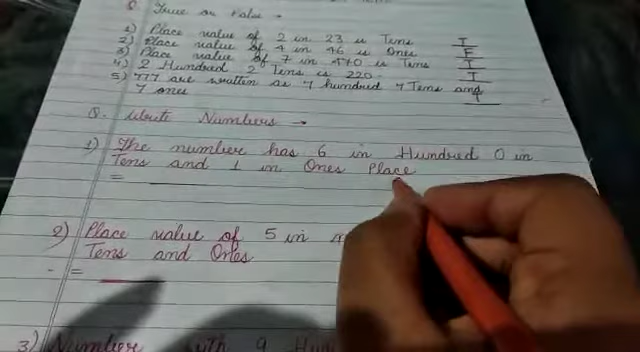 Q. True or False →
1) Place value of 2 in 23 is Tens T
2) Place value of 4 in 46 is Ones F
3) Place value of 7 in 470 is Tens T
4) 2 Hundred 2 Tens is 220. T
5) 777 are written as 7 hundred 7 Tens and
7 ones T
Q. Write Numbers →
1) The number has 6 in Hundred 0 in
Tens and 1 in Ones Place
=
2) Place value of 5 in
Tens and Ones
=
3) Number with 9